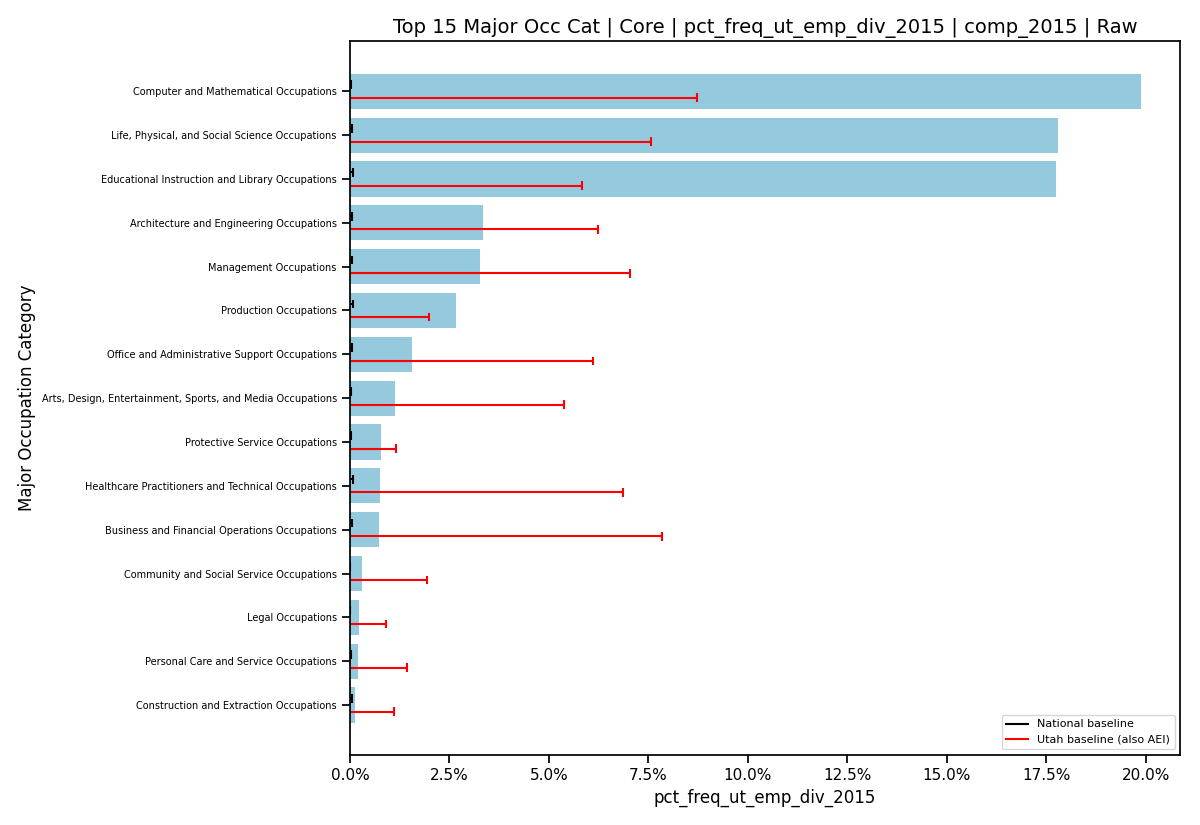 Top 15 Major Occ Cat | Core | pct_freq_ut_emp_div_2015 | comp_2015 | Raw
Major Occupation Category
Computer and Mathematical Occupations
Life, Physical, and Social Science Occupations
Educational Instruction and Library Occupations
Architecture and Engineering Occupations
Management Occupations
Production Occupations
Office and Administrative Support Occupations
Arts, Design, Entertainment, Sports, and Media Occupations
Protective Service Occupations
Healthcare Practitioners and Technical Occupations
Business and Financial Operations Occupations
Community and Social Service Occupations
Legal Occupations
Personal Care and Service Occupations
Construction and Extraction Occupations
National baseline
Utah baseline (also AEI)
0.0% 2.5% 5.0% 7.5% 10.0% 12.5% 15.0% 17.5% 20.0%
pct_freq_ut_emp_div_2015